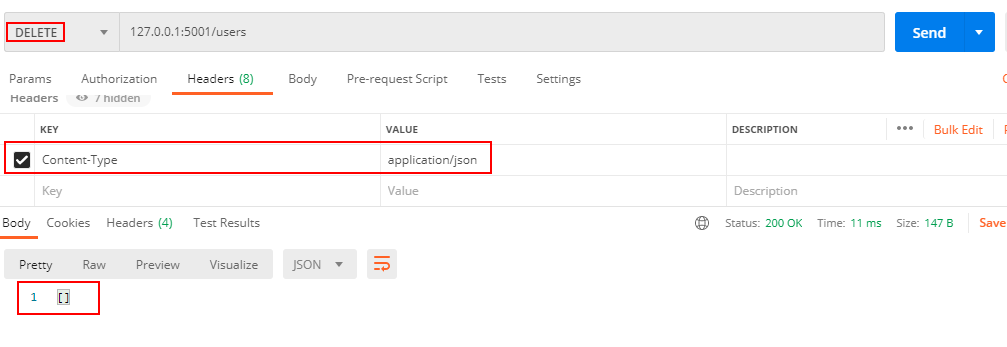 DELETE 127.0.0.1:5001/users Send
Params Authorization Headers (8) Body Pre-request Script Tests Settings
Headers 7 hidden
KEY VALUE DESCRIPTION ••• Bulk Edit
Content-Type application/json
Key Value Description
Body Cookies Headers (4) Test Results Status: 200 OK Time: 11 ms Size: 147 B Save
Pretty Raw Preview Visualize JSON
1 []